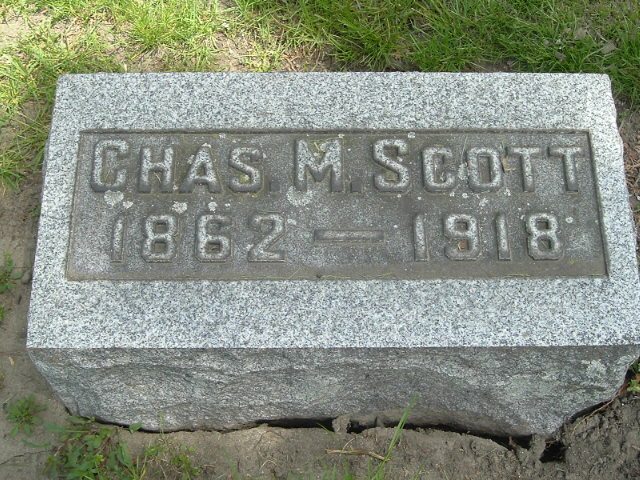 CHAS. M. SCOTT
1862 — 1918